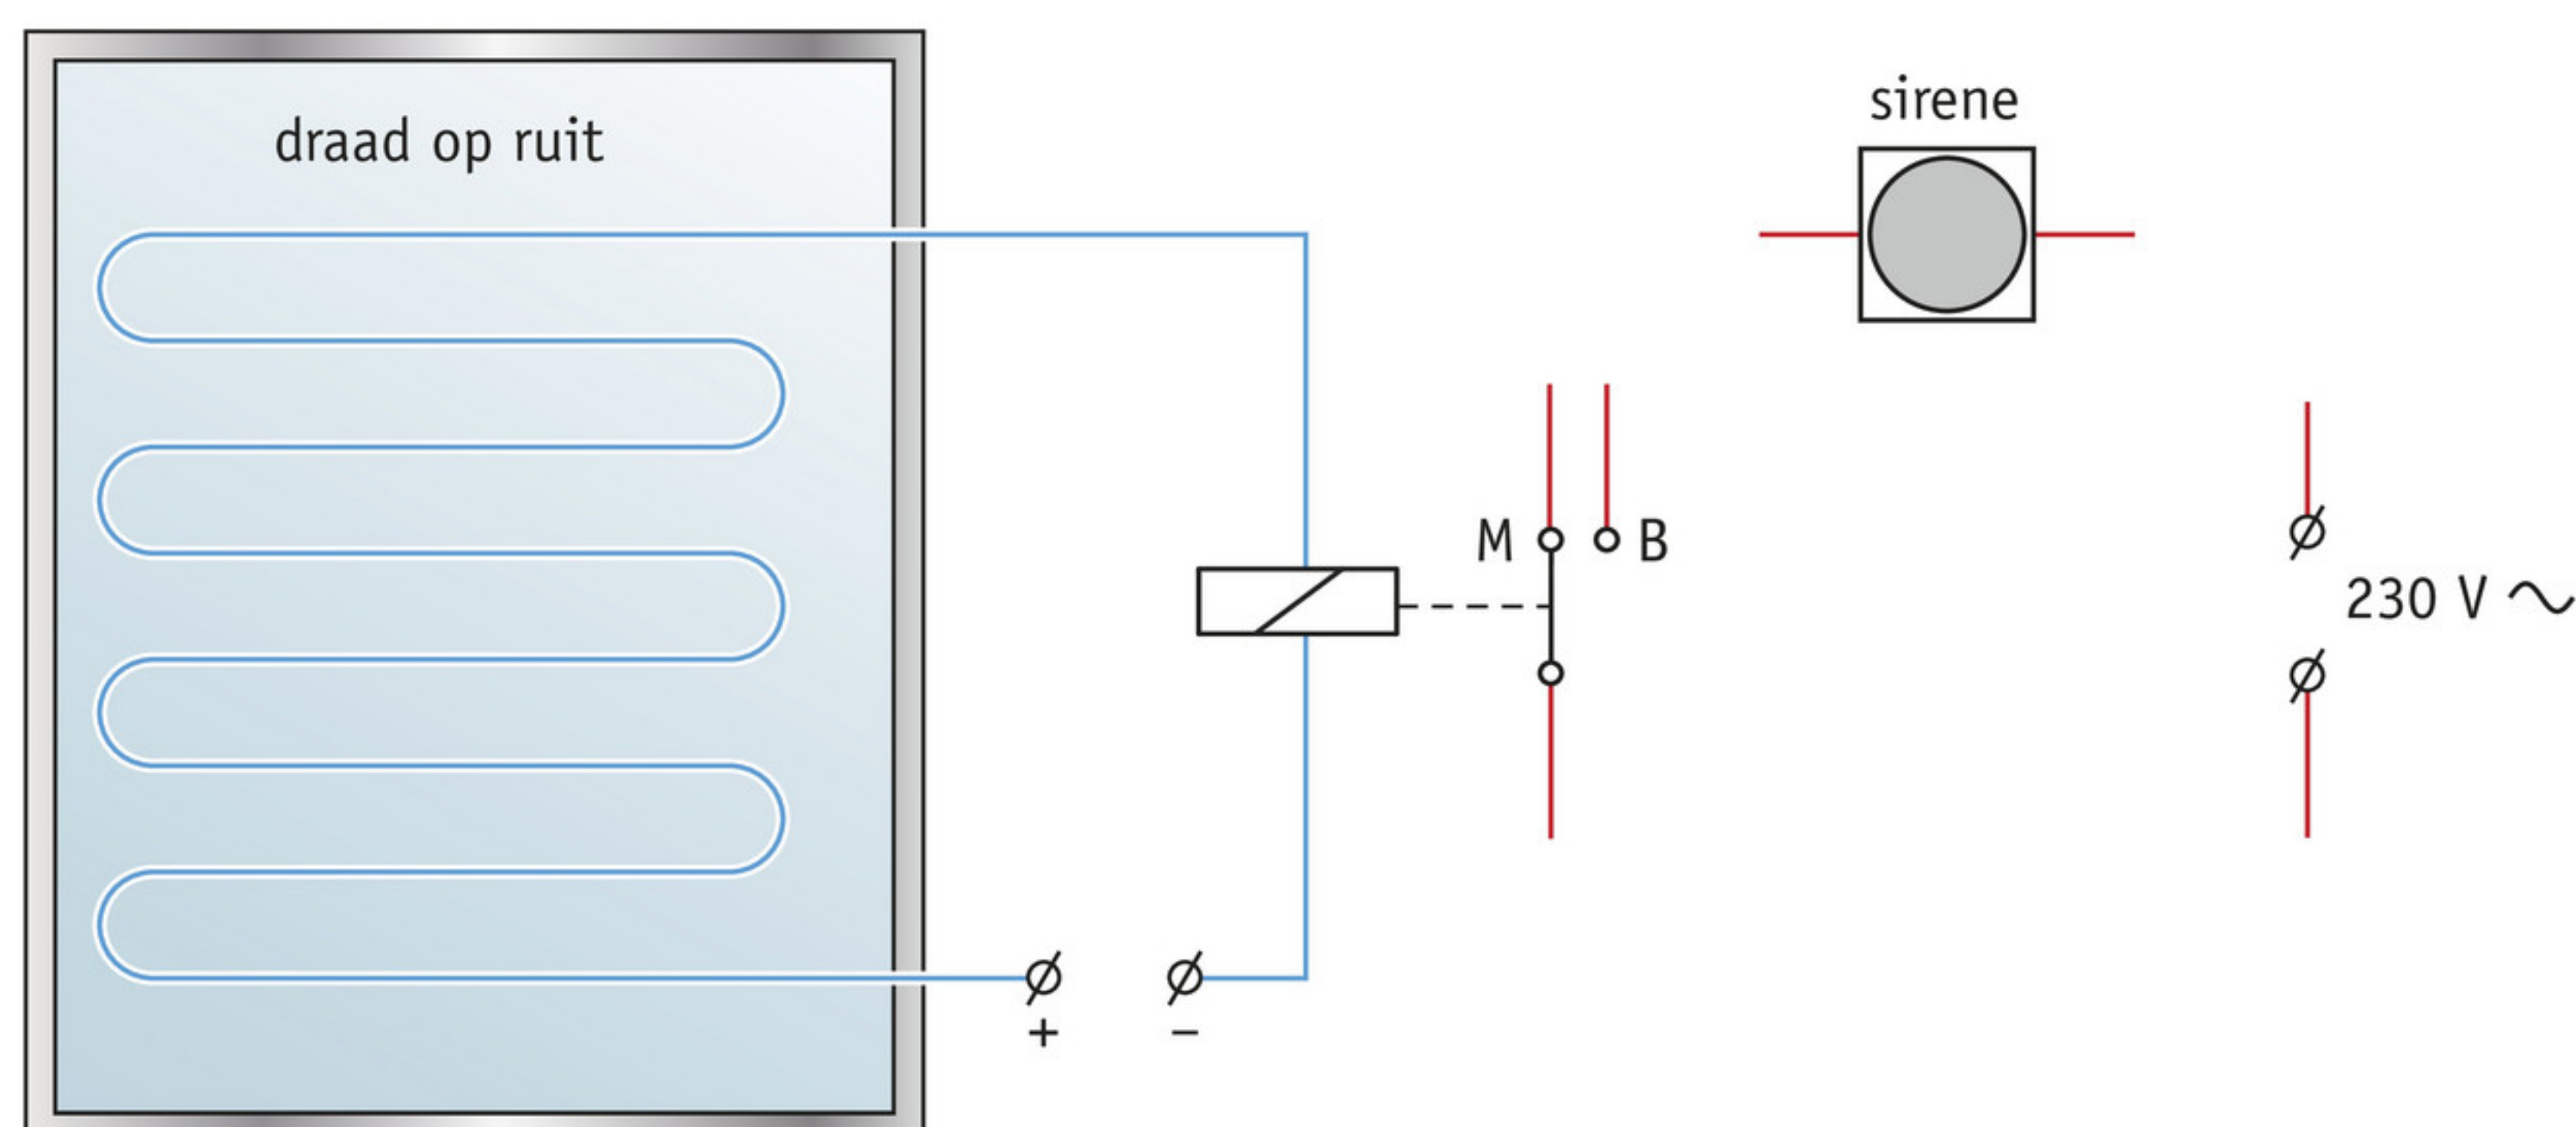 draad op ruit
sirene
M
B
230 V ~
+
−